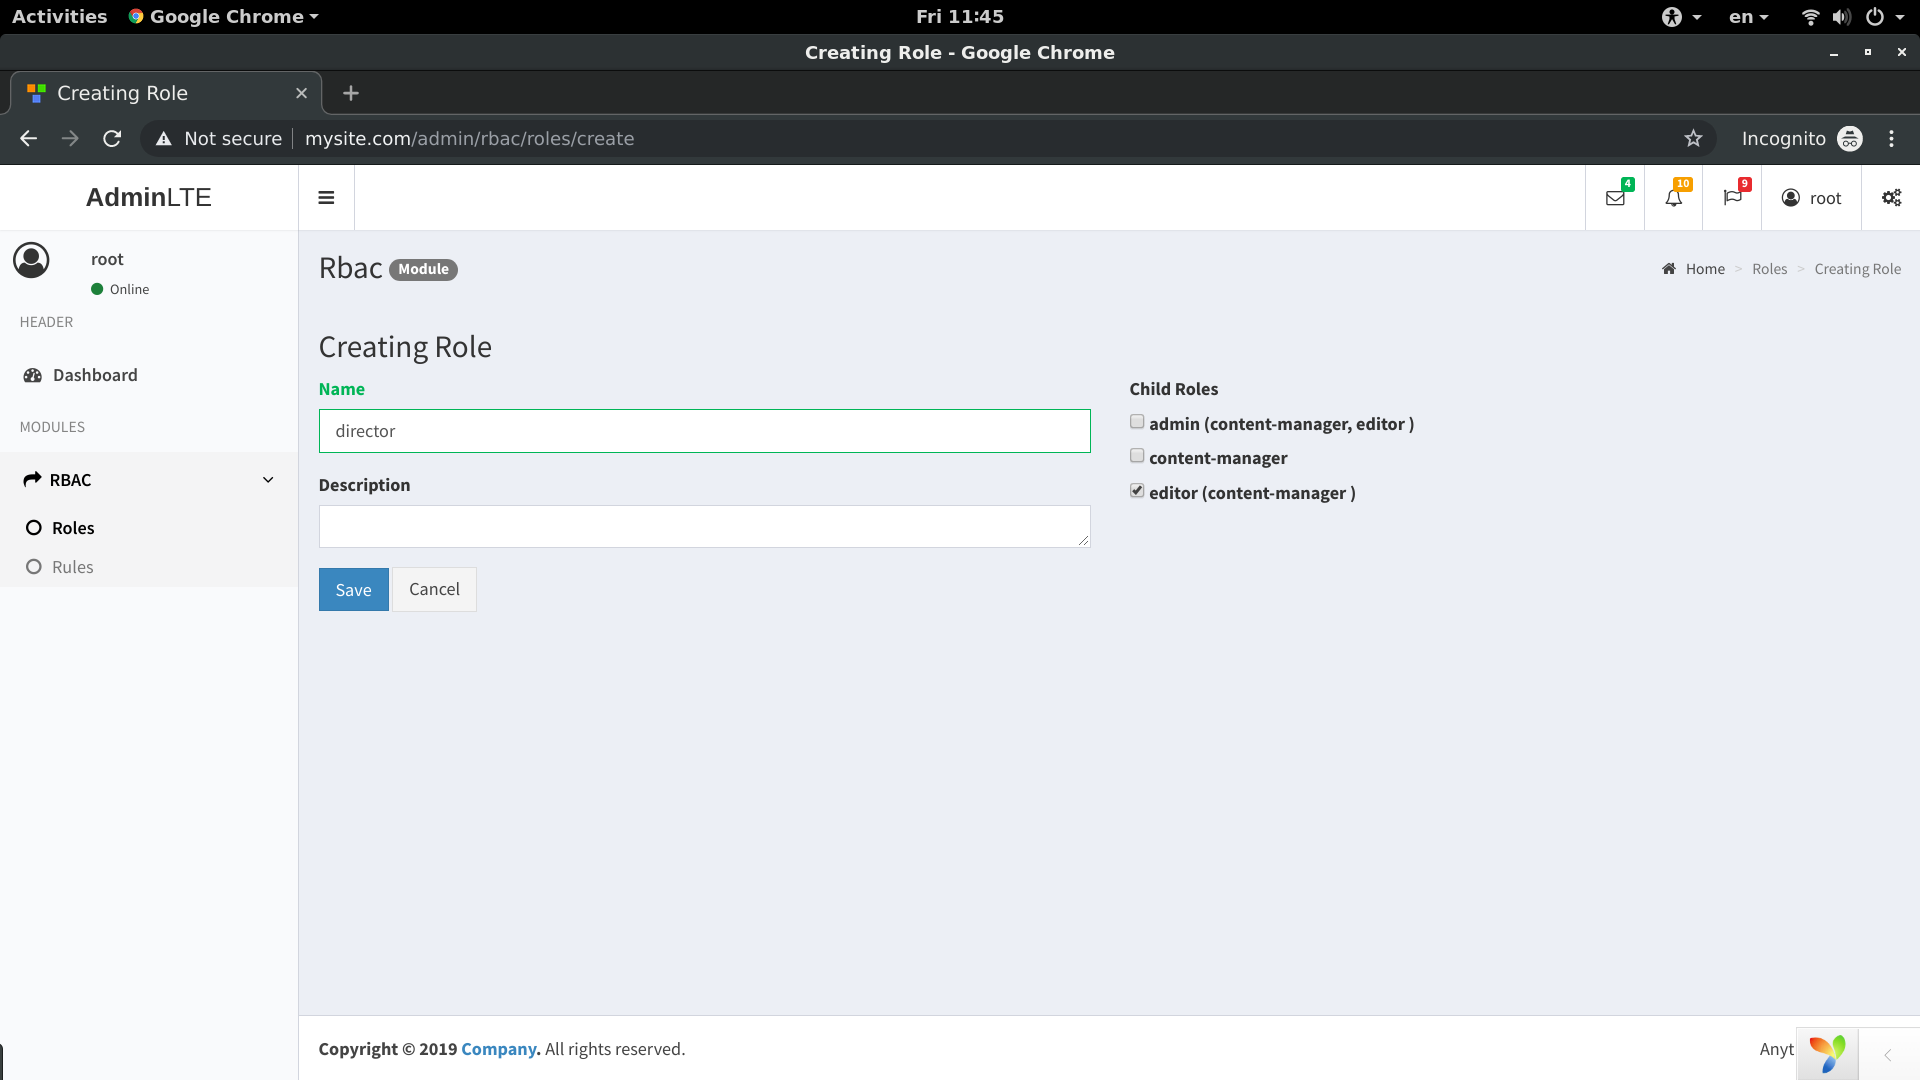 Activities Google Chrome Fri 11:45 en
Creating Role - Google Chrome
Creating Role
Not secure mysite.com/admin/rbac/roles/create Incognito
AdminLTE 4 10 9 root
root
Online
HEADER
Dashboard
MODULES
RBAC
Roles
Rules
Rbac Module
Home > Roles > Creating Role
Creating Role
Name
director
Description
Save Cancel
Child Roles
admin (content-manager, editor )
content-manager
editor (content-manager )
Copyright © 2019 Company. All rights reserved.
Anyt